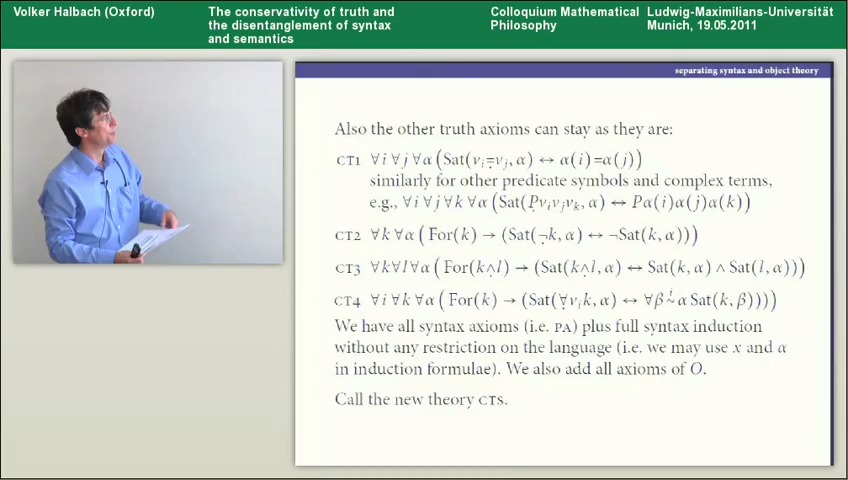 Volker Halbach (Oxford)
The conservativity of truth and
the disentanglement of syntax
and semantics
Colloquium Mathematical
Philosophy
Ludwig-Maximilians-Universität
Munich, 19.05.2011
separating syntax and object theory
Also the other truth axioms can stay as they are:
CT1 ∀i∀j∀α(Sat(vᵢ=̣vⱼ, α) ↔ α(i)=α(j))
similarly for other predicate symbols and complex terms,
e.g., ∀i∀j∀k∀α(Sat(P̣vᵢvⱼvₖ, α) ↔ Pα(i)α(j)α(k))
CT2 ∀k∀α(For(k) → (Sat(¬̣k, α) ↔ ¬Sat(k, α)))
CT3 ∀k∀l∀α(For(k∧̣l) → (Sat(k∧̣l, α) ↔ Sat(k, α) ∧ Sat(l, α)))
CT4 ∀i∀k∀α(For(k) → (Sat(∀̣vᵢk, α) ↔ ∀β ~ⁱ α Sat(k, β))))
We have all syntax axioms (i.e. PA) plus full syntax induction
without any restriction on the language (i.e. we may use x and α
in induction formulae). We also add all axioms of O.
Call the new theory CTS.